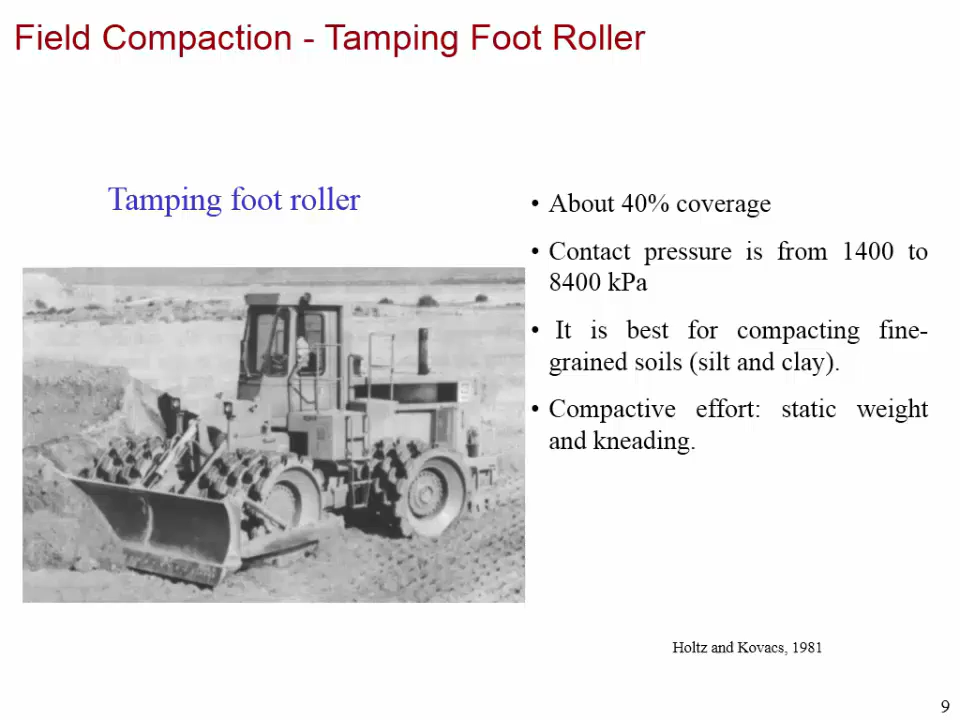 Field Compaction - Tamping Foot Roller
Tamping foot roller
• About 40% coverage
• Contact pressure is from 1400 to
8400 kPa
• It is best for compacting fine-
grained soils (silt and clay).
• Compactive effort: static weight
and kneading.
Holtz and Kovacs, 1981
9